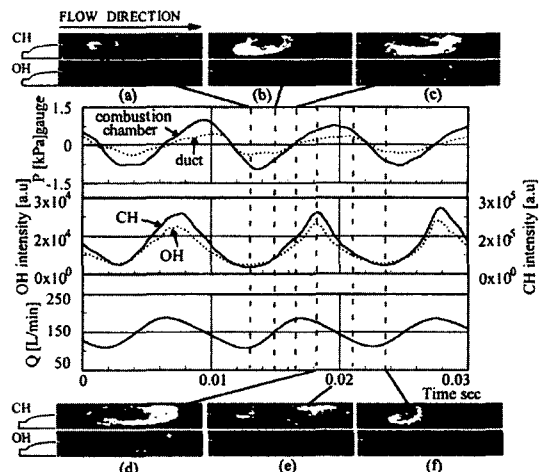 FLOW DIRECTION
CH
OH
(a) (b) (c)
P [kPa]gauge
1.5
0
-1.5
combustion
chamber
duct
OH intensity [a.u]
3x10⁴
2x10⁴
0x10⁰
CH
OH
CH intensity [a.u]
3x10⁵
2x10⁵
0x10⁰
Q [L/min]
250
150
50
0 0.01 0.02 0.03
Time sec
CH
OH
(d) (e) (f)